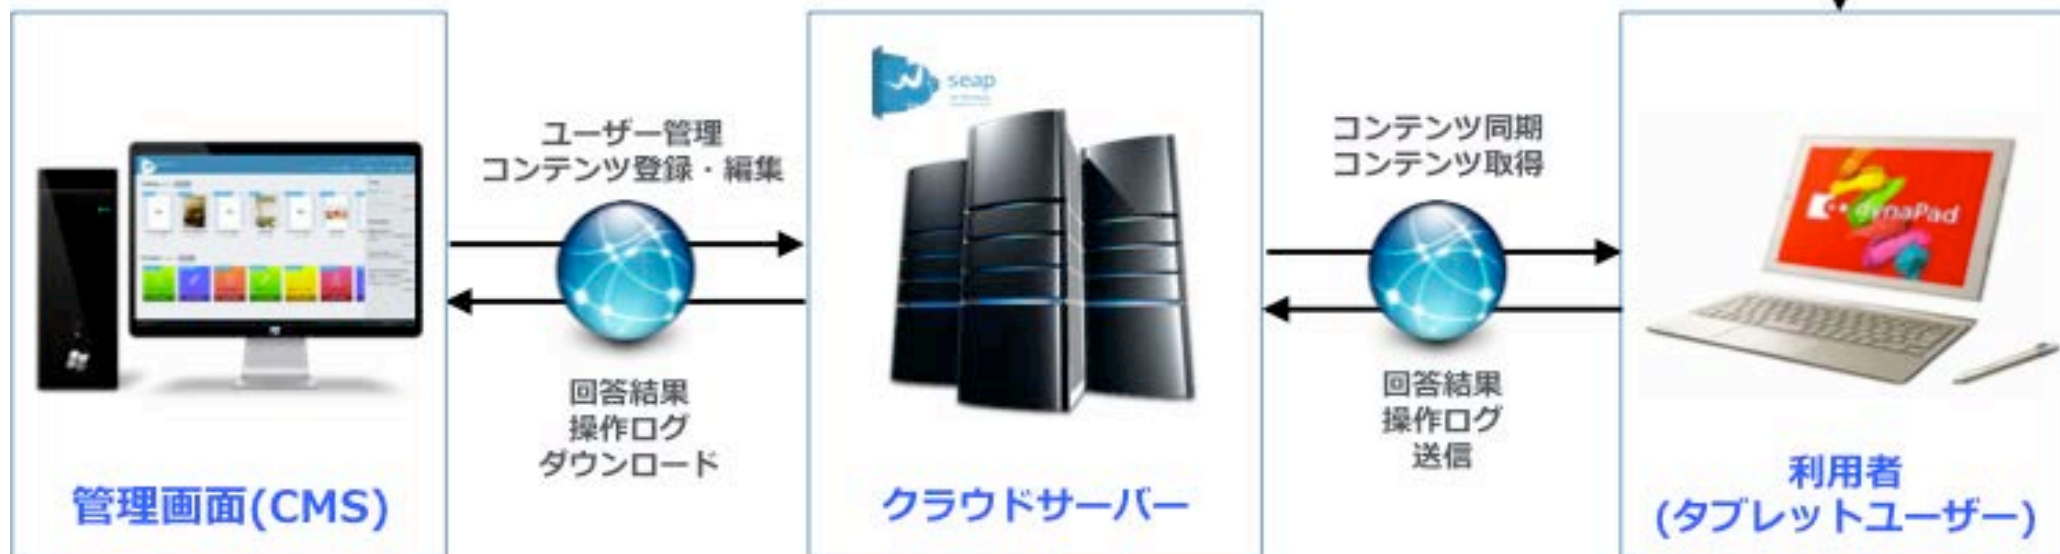 seap
ユーザー管理
コンテンツ登録・編集
コンテンツ同期
コンテンツ取得
dynaPad
回答結果
操作ログ
ダウンロード
回答結果
操作ログ
送信
管理画面(CMS)
クラウドサーバー
利用者
(タブレットユーザー)